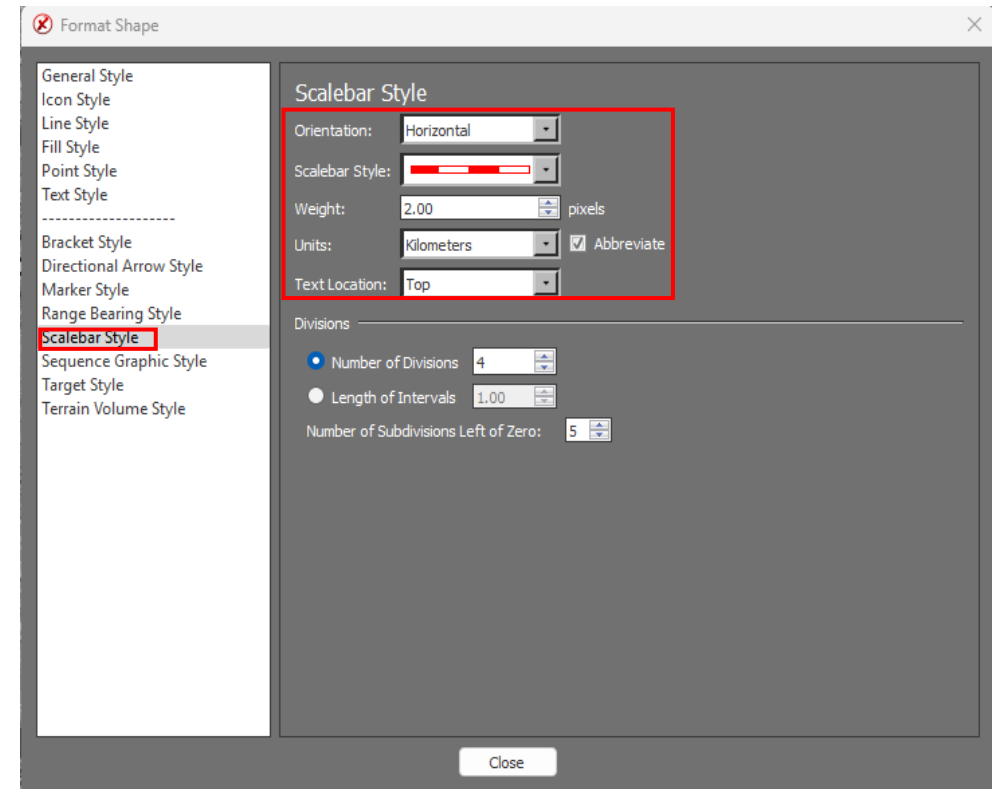 Format Shape
General Style
Icon Style
Line Style
Fill Style
Point Style
Text Style
--------------------
Bracket Style
Directional Arrow Style
Marker Style
Range Bearing Style
Scalebar Style
Sequence Graphic Style
Target Style
Terrain Volume Style
Scalebar Style
Orientation: Horizontal
Scalebar Style:
Weight: 2.00 pixels
Units: Kilometers Abbreviate
Text Location: Top
Divisions
Number of Divisions 4
Length of Intervals 1.00
Number of Subdivisions Left of Zero: 5
Close